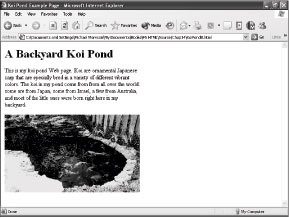 Koi Pond Example Page - Microsoft Internet Explorer
File Edit View Favorites Tools Help
Back Search Favorites Media
Address Go Links
A Backyard Koi Pond
This is my koi pond Web page. Koi are ornamental Japanese
carp that are specially bred in a variety of different vibrant
colors. The koi in my pond come from from all over the world:
some are from Japan, some from Israel, a few from Australia,
and most of the little ones were born right here in my
backyard.
Done My Computer